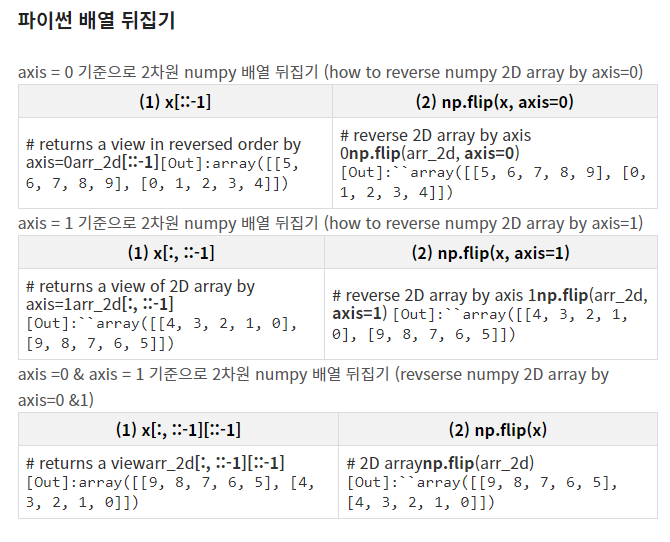 파이썬 배열 뒤집기
axis = 0 기준으로 2차원 numpy 배열 뒤집기 (how to reverse numpy 2D array by axis=0)
(1) x[::-1]
(2) np.flip(x, axis=0)
# returns a view in reversed order by
axis=0arr_2d[::-1][Out]:array([[5,
6, 7, 8, 9], [0, 1, 2, 3, 4]])
# reverse 2D array by axis
0np.flip(arr_2d, axis=0)
[Out]:``array([[5, 6, 7, 8, 9], [0,
1, 2, 3, 4]])
axis = 1 기준으로 2차원 numpy 배열 뒤집기 (how to reverse numpy 2D array by axis=1)
(1) x[:, ::-1]
(2) np.flip(x, axis=1)
# returns a view of 2D array by
axis=1arr_2d[:, ::-1]
[Out]:``array([[4, 3, 2, 1, 0],
[9, 8, 7, 6, 5]])
# reverse 2D array by axis 1np.flip(arr_2d,
axis=1) [Out]:``array([[4, 3, 2, 1,
0], [9, 8, 7, 6, 5]])
axis =0 & axis = 1 기준으로 2차원 numpy 배열 뒤집기 (revserse numpy 2D array by
axis=0 &1)
(1) x[:, ::-1][::-1]
(2) np.flip(x)
# returns a viewarr_2d[:, ::-1][::-1]
[Out]:array([[9, 8, 7, 6, 5], [4,
3, 2, 1, 0]])
# 2D arraynp.flip(arr_2d)
[Out]:``array([[9, 8, 7, 6, 5],
[4, 3, 2, 1, 0]])